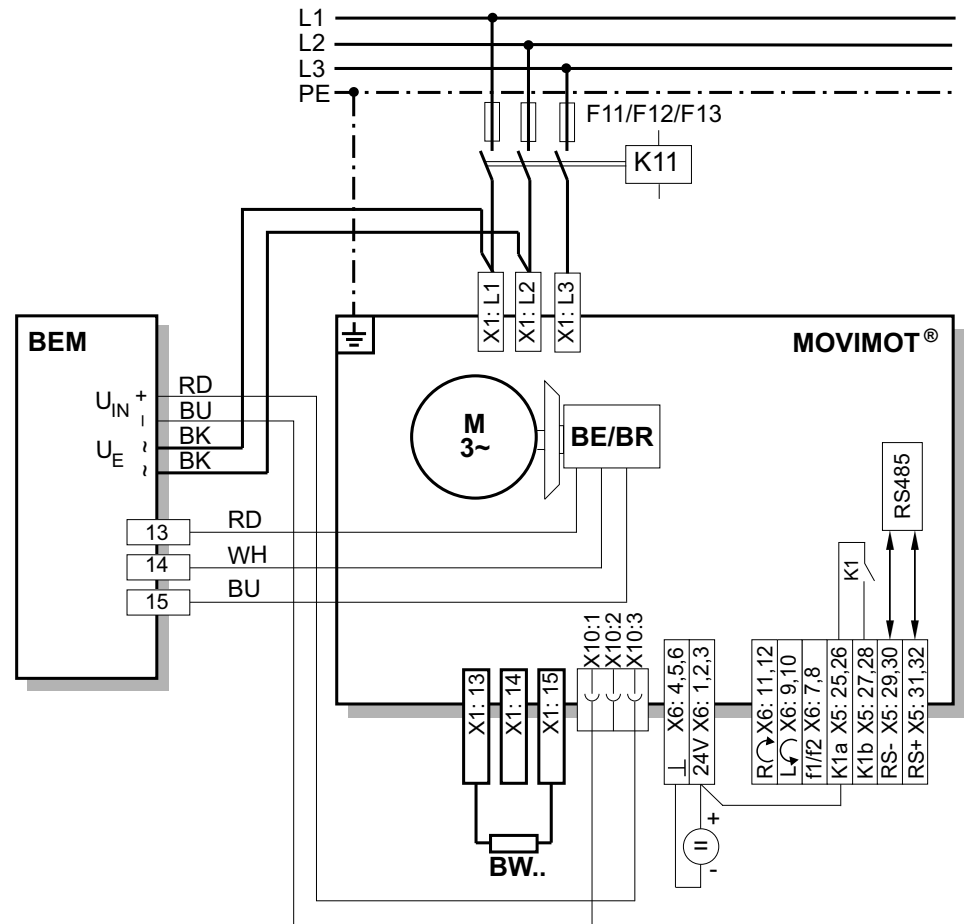 L1
L2
L3
PE
F11/F12/F13
K11
X1: L1
X1: L2
X1: L3
BEM
MOVIMOT®
UIN + RD
– BU
UE ~ BK
~ BK
M
3~
BE/BR
RS485
13 RD
14 WH
15 BU
K1
X10:1
X10:2
X10:3
X1: 13
X1: 14
X1: 15
X6: 4,5,6
24V X6: 1,2,3
R X6: 11,12
L X6: 9,10
f1/f2 X6: 7,8
K1a X5: 25,26
K1b X5: 27,28
RS- X5: 29,30
RS+ X5: 31,32
+
=
-
BW..